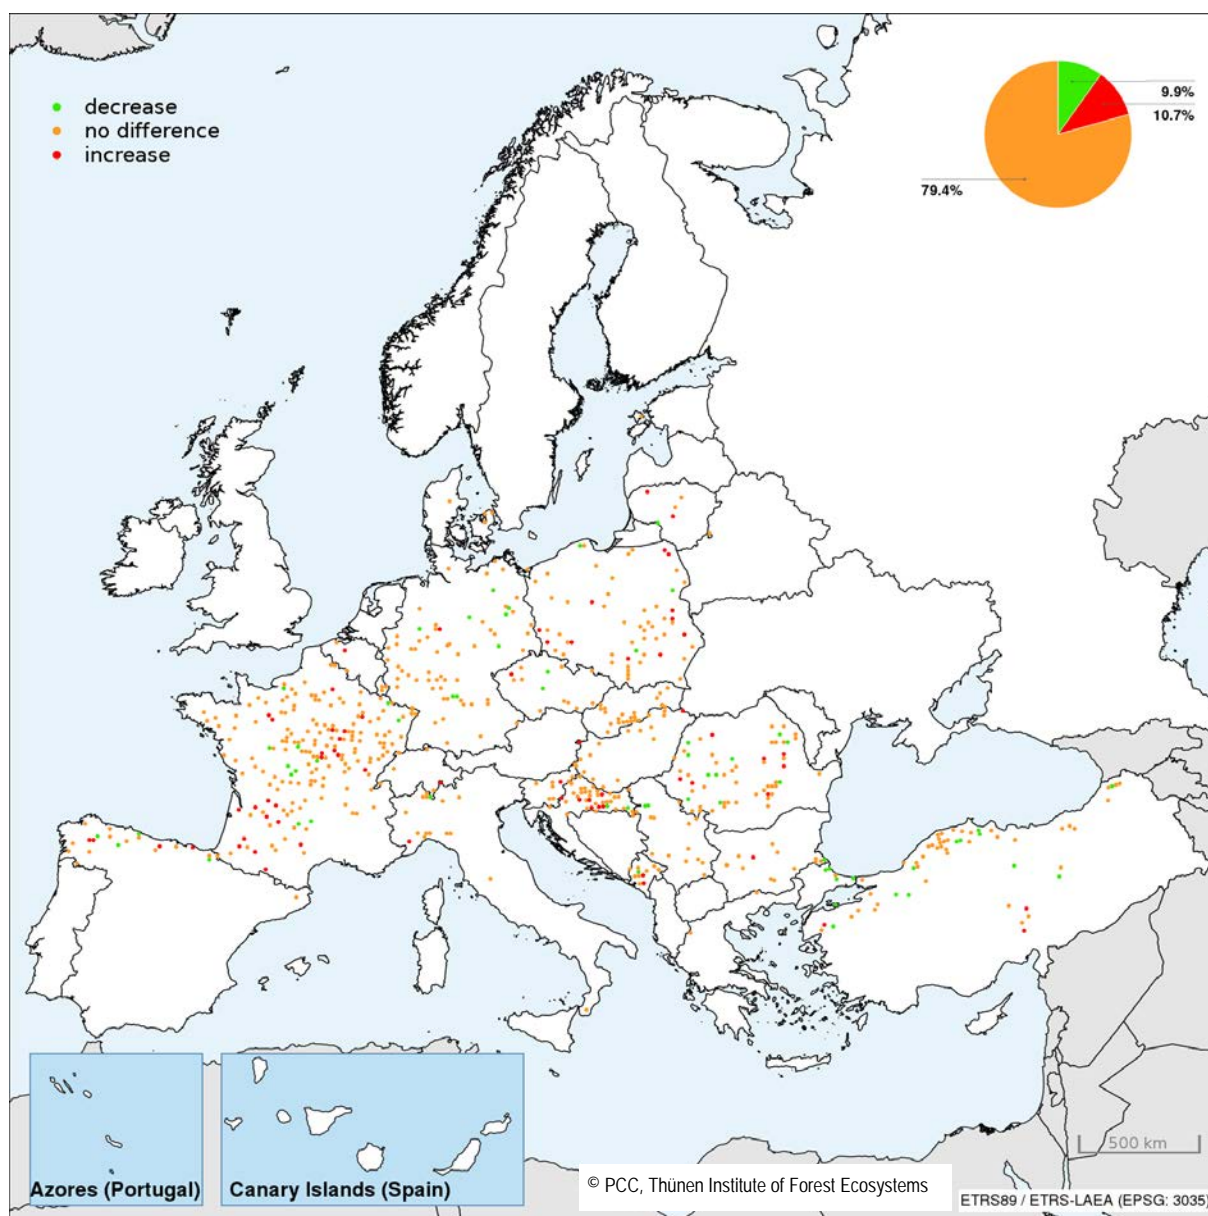 decrease
no difference
increase
9.9%
10.7%
79.4%
500 km
Azores (Portugal)
Canary Islands (Spain)
© PCC, Thünen Institute of Forest Ecosystems
ETRS89 / ETRS-LAEA (EPSG: 3035)